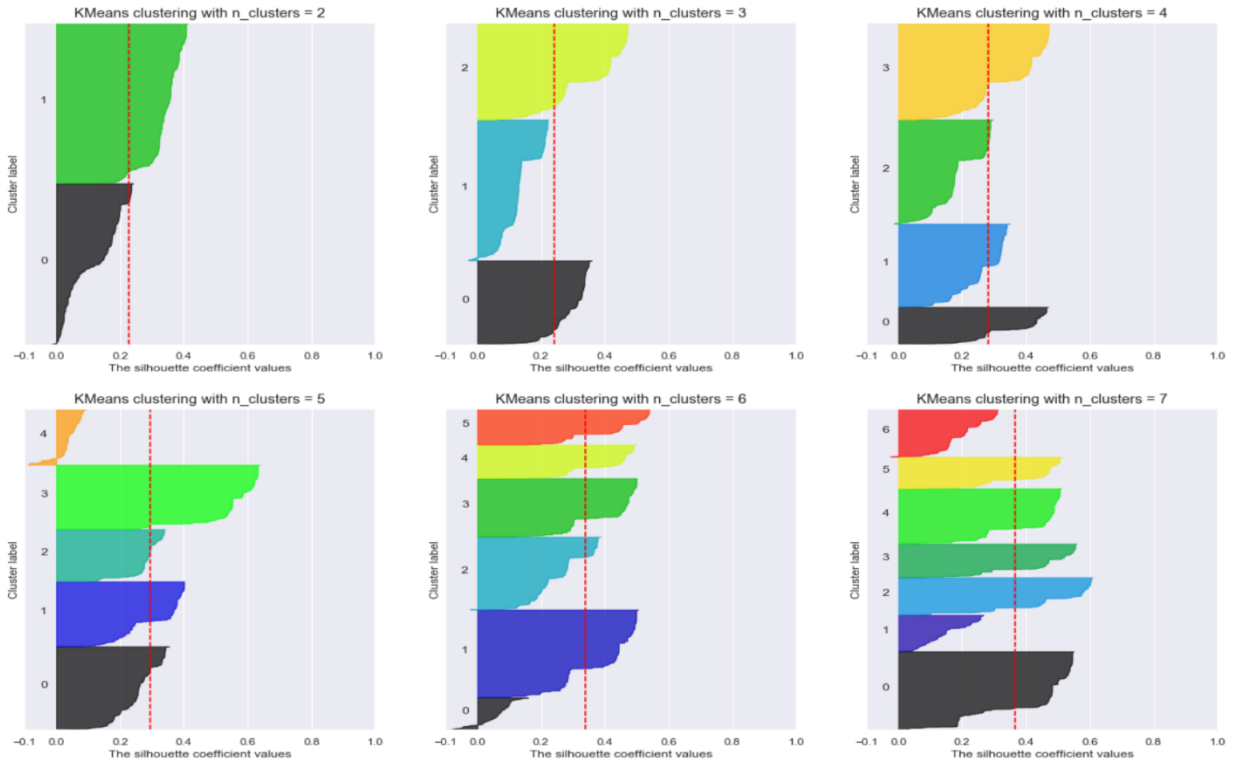 KMeans clustering with n_clusters = 2
1
0
Cluster label
−0.1 0.0 0.2 0.4 0.6 0.8 1.0
The silhouette coefficient values
KMeans clustering with n_clusters = 3
2
1
0
Cluster label
−0.1 0.0 0.2 0.4 0.6 0.8 1.0
The silhouette coefficient values
KMeans clustering with n_clusters = 4
3
2
1
0
Cluster label
−0.1 0.0 0.2 0.4 0.6 0.8 1.0
The silhouette coefficient values
KMeans clustering with n_clusters = 5
4
3
2
1
0
Cluster label
−0.1 0.0 0.2 0.4 0.6 0.8 1.0
The silhouette coefficient values
KMeans clustering with n_clusters = 6
5
4
3
2
1
0
Cluster label
−0.1 0.0 0.2 0.4 0.6 0.8 1.0
The silhouette coefficient values
KMeans clustering with n_clusters = 7
6
5
4
3
2
1
0
Cluster label
−0.1 0.0 0.2 0.4 0.6 0.8 1.0
The silhouette coefficient values